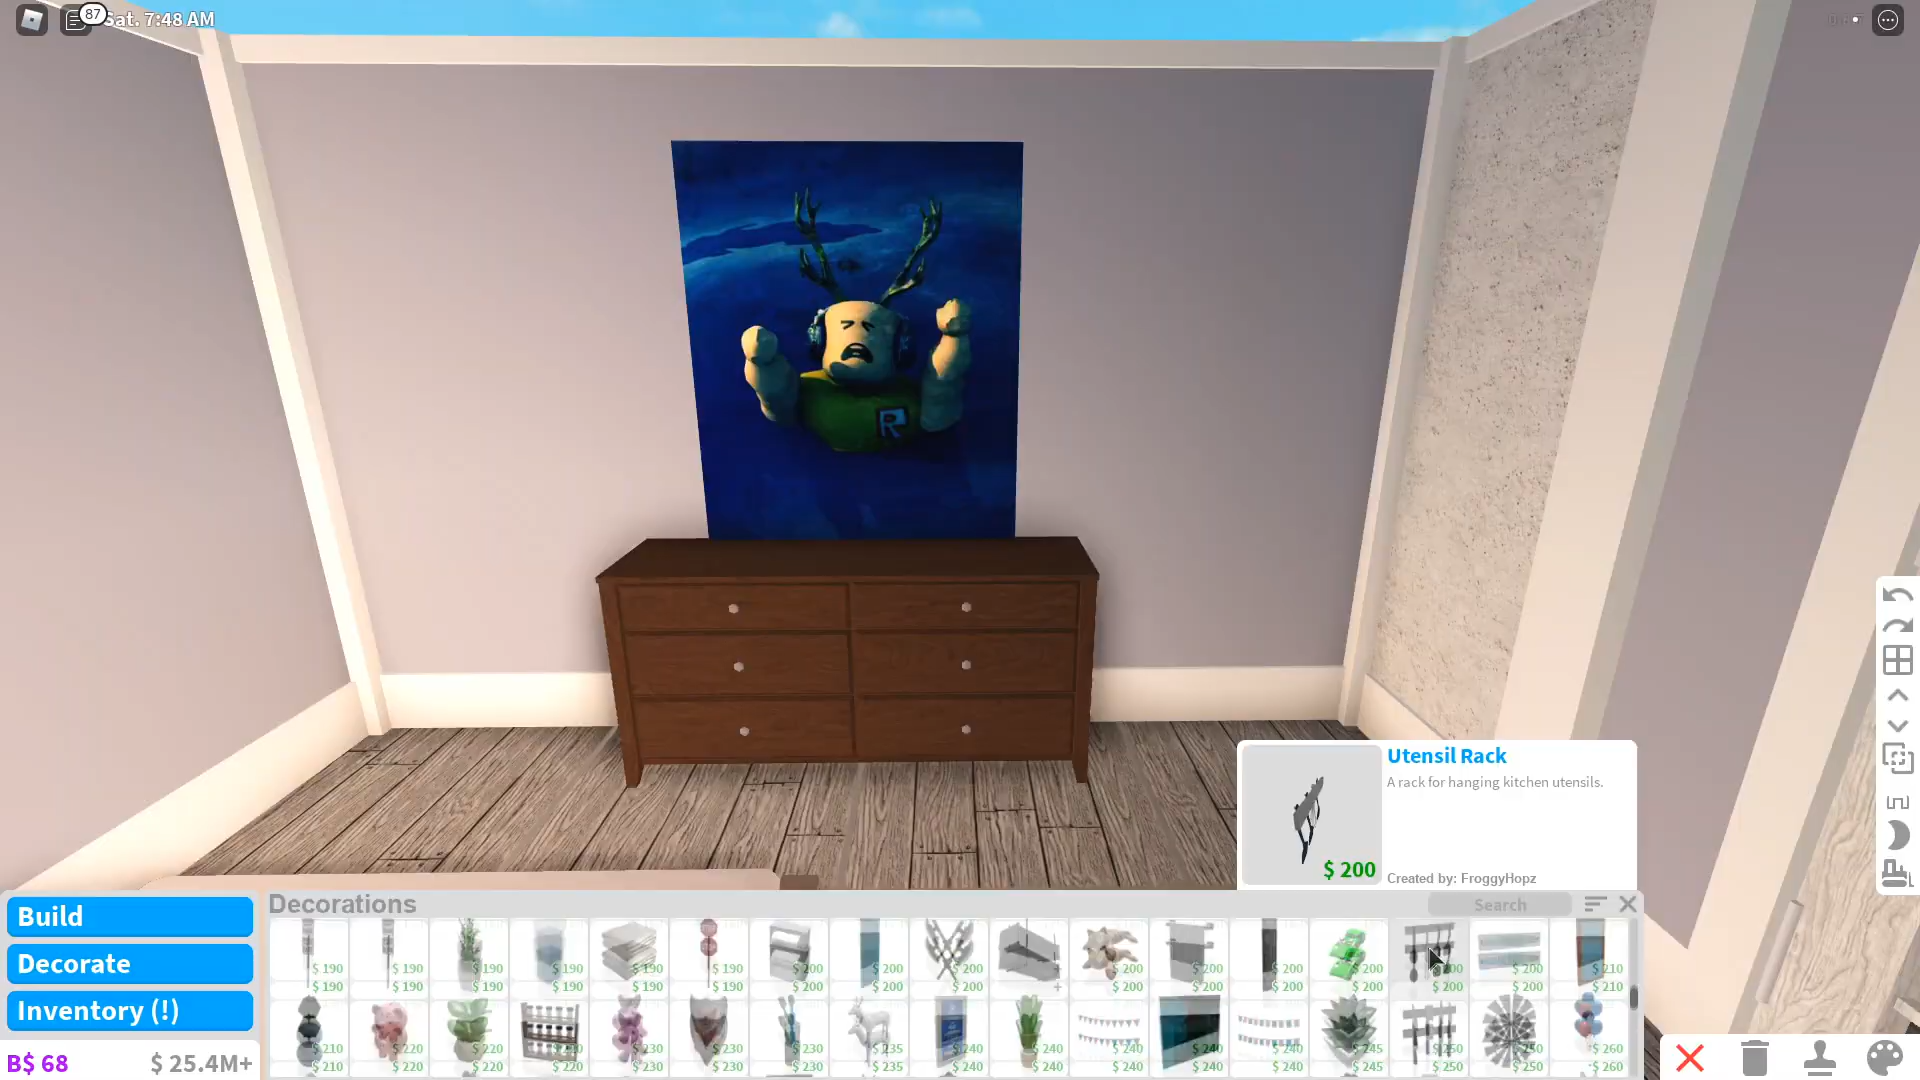 87
Sat. 7:48 AM
R
Utensil Rack
A rack for hanging kitchen utensils.
$ 200
Created by: FroggyHopz
Build
Decorate
Inventory (!)
B$ 68
$ 25.4M+
Decorations
Search
$ 190 $ 190 $ 190 $ 190 $ 190 $ 190 $ 200 $ 200 $ 200 $ 200 $ 200 $ 200 $ 200 $ 200 $ 210
$ 190 $ 190 $ 190 $ 190 $ 190 $ 190 $ 200 $ 200 $ 200 $ 200 $ 200 $ 200 $ 200 $ 200 $ 200 $ 210
$ 210 $ 220 $ 220 $ 220 $ 230 $ 230 $ 230 $ 235 $ 240 $ 240 $ 240 $ 240 $ 240 $ 245 $ 250 $ 250 $ 260
$ 210 $ 220 $ 220 $ 220 $ 230 $ 230 $ 230 $ 235 $ 240 $ 240 $ 240 $ 240 $ 240 $ 245 $ 250 $ 250 $ 260